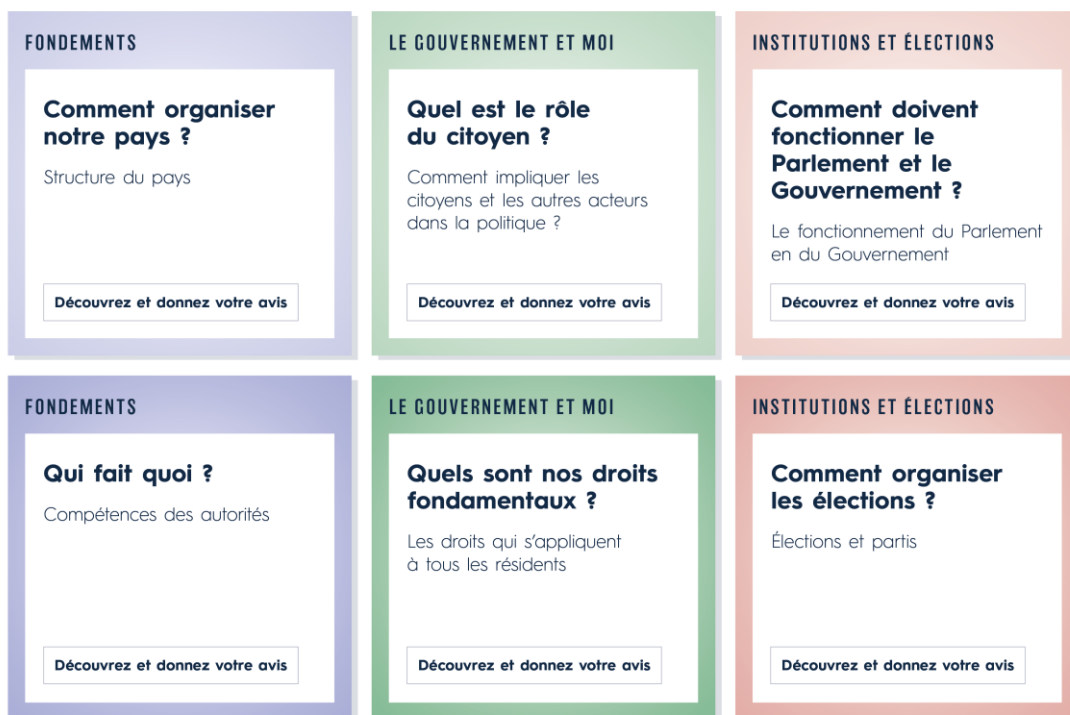 FONDEMENTS
Comment organiser
notre pays ?
Structure du pays
Découvrez et donnez votre avis
LE GOUVERNEMENT ET MOI
Quel est le rôle
du citoyen ?
Comment impliquer les
citoyens et les autres acteurs
dans la politique ?
Découvrez et donnez votre avis
INSTITUTIONS ET ÉLECTIONS
Comment doivent
fonctionner le
Parlement et le
Gouvernement ?
Le fonctionnement du Parlement
en du Gouvernement
Découvrez et donnez votre avis
FONDEMENTS
Qui fait quoi ?
Compétences des autorités
Découvrez et donnez votre avis
LE GOUVERNEMENT ET MOI
Quels sont nos droits
fondamentaux ?
Les droits qui s'appliquent
à tous les résidents
Découvrez et donnez votre avis
INSTITUTIONS ET ÉLECTIONS
Comment organiser
les élections ?
Élections et partis
Découvrez et donnez votre avis